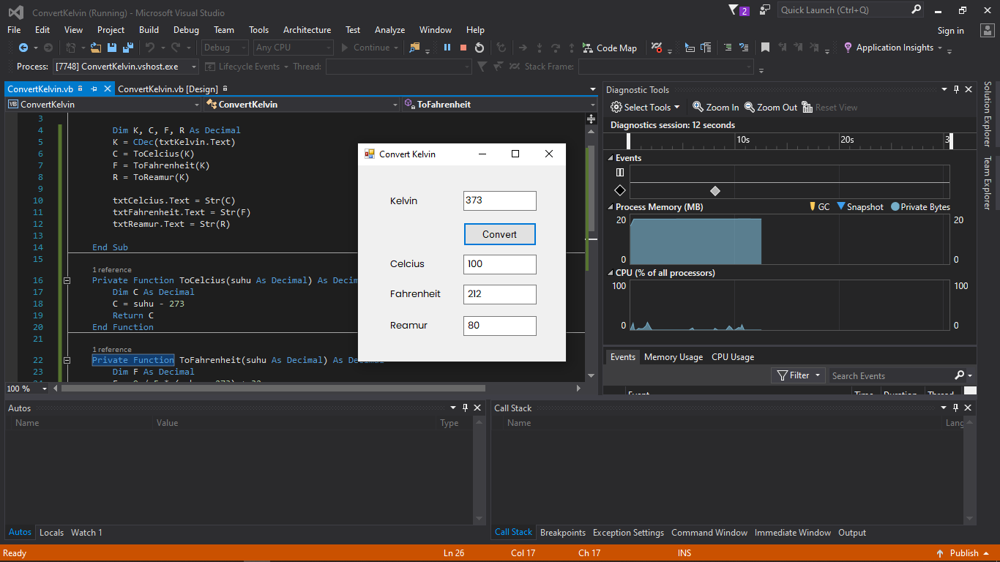 ConvertKelvin (Running) - Microsoft Visual Studio
2
Quick Launch (Ctrl+Q)
File Edit View Project Build Debug Team Tools Architecture Test Analyze Window Help
Sign in
Debug Any CPU Continue Code Map Application Insights
Process: [7748] ConvertKelvin.vshost.exe Lifecycle Events Thread: Stack Frame:
ConvertKelvin.vb ConvertKelvin.vb [Design]
VB ConvertKelvin ConvertKelvin ToFahrenheit
3
4 Dim K, C, F, R As Decimal
5 K = CDec(txtKelvin.Text)
6 C = ToCelcius(K)
7 F = ToFahrenheit(K)
8 R = ToReamur(K)
9
10 txtCelcius.Text = Str(C)
11 txtFahrenheit.Text = Str(F)
12 txtReamur.Text = Str(R)
13
14 End Sub
15
1 reference
16 Private Function ToCelcius(suhu As Decimal) As Decim
17 Dim C As Decimal
18 C = suhu - 273
19 Return C
20 End Function
21
1 reference
22 Private Function ToFahrenheit(suhu As Decimal) As Decimal
23 Dim F As Decimal
100 %
Convert Kelvin
Kelvin 373
Convert
Celcius 100
Fahrenheit 212
Reamur 80
Diagnostic Tools
Select Tools Zoom In Zoom Out Reset View
Diagnostics session: 12 seconds
10s 20s 3
Events
Process Memory (MB) GC Snapshot Private Bytes
20 20
0 0
CPU (% of all processors)
100 100
0 0
Events Memory Usage CPU Usage
Filter Search Events
Event Time Duration Thread
Solution Explorer
Team Explorer
Autos
Name Value Type
Autos Locals Watch 1
Call Stack
Name Lang
Call Stack Breakpoints Exception Settings Command Window Immediate Window Output
Ready Ln 26 Col 17 Ch 17 INS Publish